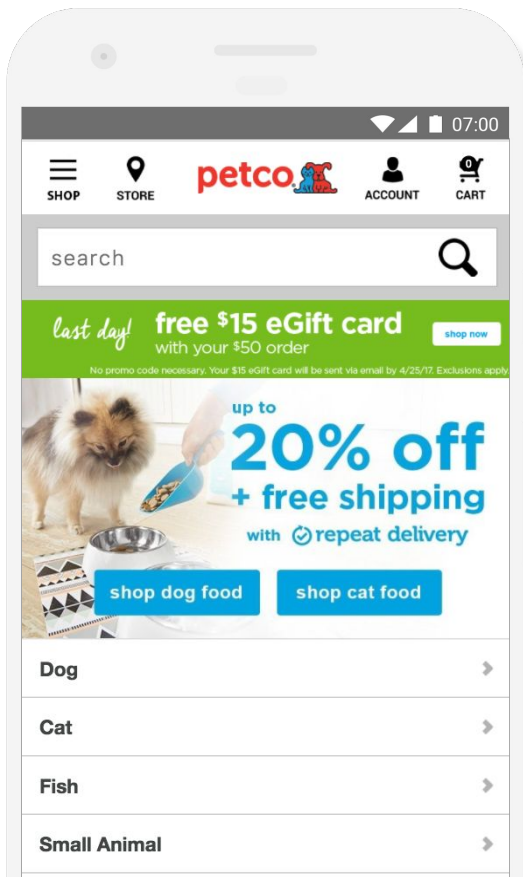 07:00
SHOP
STORE
petco
ACCOUNT
0
CART
search
last day!
free $15 eGift card
with your $50 order
shop now
No promo code necessary. Your $15 eGift card will be sent via email by 4/25/17. Exclusions apply
up to
20% off
+ free shipping
with repeat delivery
shop dog food
shop cat food
Dog
Cat
Fish
Small Animal